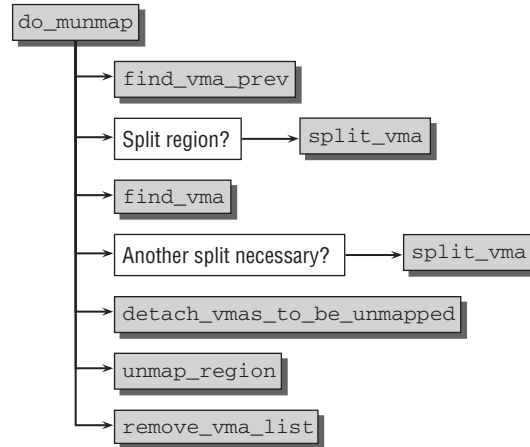 do_munmap
find_vma_prev
Split region?
split_vma
find_vma
Another split necessary?
split_vma
detach_vmas_to_be_unmapped
unmap_region
remove_vma_list